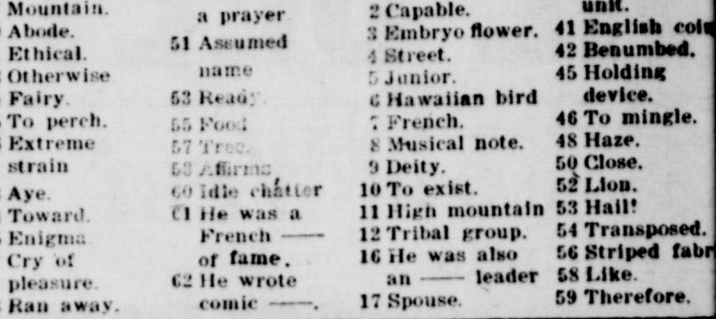 Mountain.
Abode.
Ethical.
Otherwise
Fairy.
To perch.
Extreme
strain
Aye.
Toward.
Enigma
Cry of
pleasure.
Ran away.
a prayer
51 Assumed
name
53 Ready.
55 Food
57 Tree.
58 Affirms.
60 Idle chatter
61 He was a
French ——
of fame.
62 He wrote
comic ——.
2 Capable.
3 Embryo flower.
4 Street.
5 Junior.
6 Hawaiian bird
7 French.
8 Musical note.
9 Deity.
10 To exist.
11 High mountain
12 Tribal group.
16 He was also
an —— leader
17 Spouse.
unit.
41 English
42 Benumbed.
45 Holding
device.
46 To mingle.
48 Haze.
50 Close.
52 Lion.
53 Hail!
54 Transposed.
56 Striped fabr
58 Like.
59 Therefore.